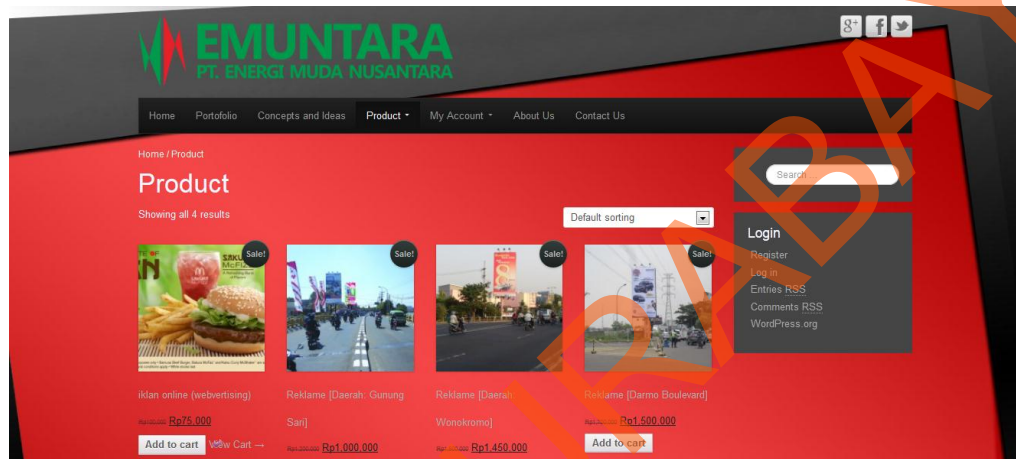 EMUNTARA
PT. ENERGI MUDA NUSANTARA
Home Portofolio Concepts and Ideas Product My Account About Us Contact Us
Home / Product
Product
Showing all 4 results
Default sorting
Search ...
Login
Register
Log in
Entries RSS
Comments RSS
WordPress.org
Sale! Sale! Sale! Sale!
iklan online (webvertising)
Rp75.000
Add to cart View Cart →
Reklame [Daerah: Gunung
Sari]
Rp1.000.000
Reklame [Daerah:
Wonokromo]
Rp1.450.000
Reklame [Darmo Boulevard]
Rp1.500.000
Add to cart